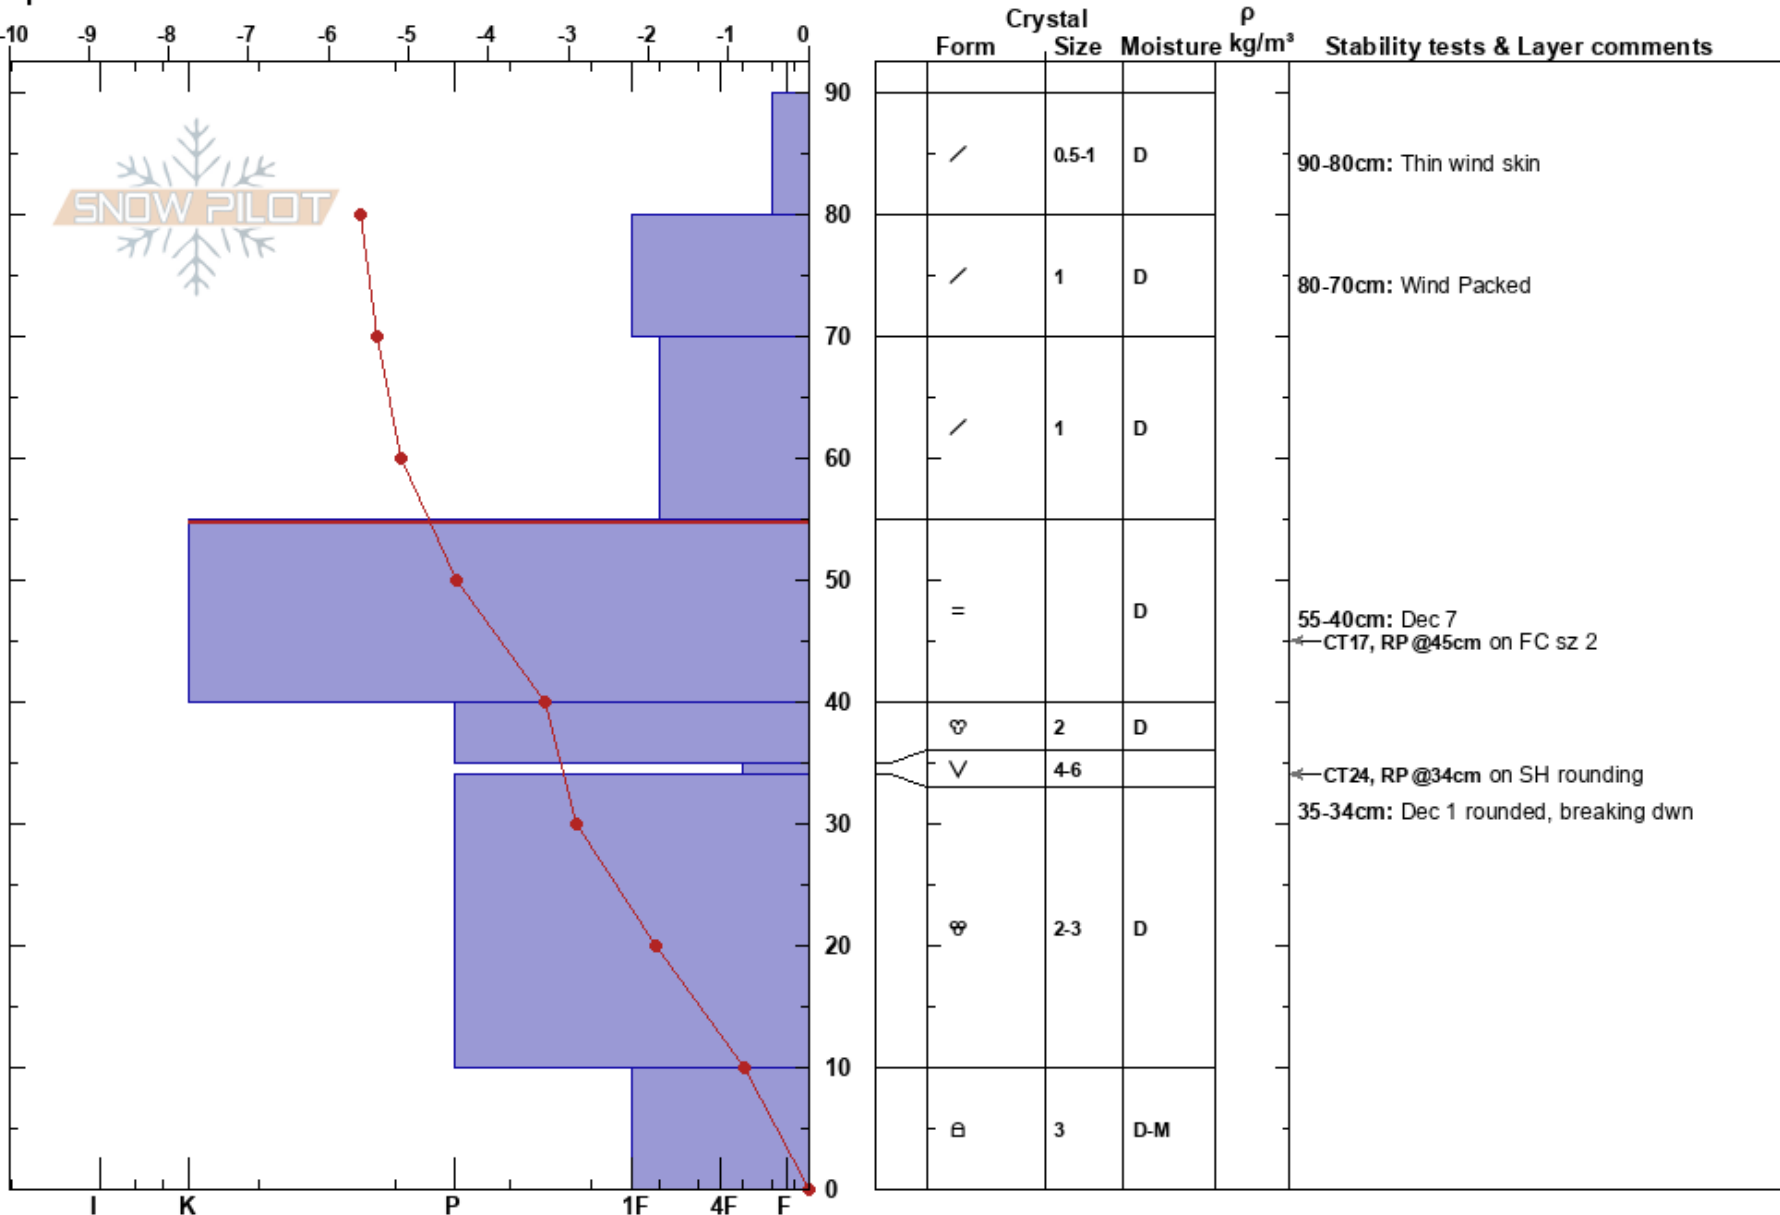 Crystal ρ
-10 -9 -8 -7 -6 -5 -4 -3 -2 -1 0 Form Size Moisture kg/m³ Stability tests & Layer comments
90
0.5-1 D 90-80cm: Thin wind skin
SNOW PILOT
80
1 D 80-70cm: Wind Packed
70
1 D
60
= D 55-40cm: Dec 7
50
CT17, RP @45cm on FC sz 2
40
2 D
4-6 CT24, RP @34cm on SH rounding
35-34cm: Dec 1 rounded, breaking dwn
30
2-3 D
20
10
3 D-M
0
I K P 1F 4F F